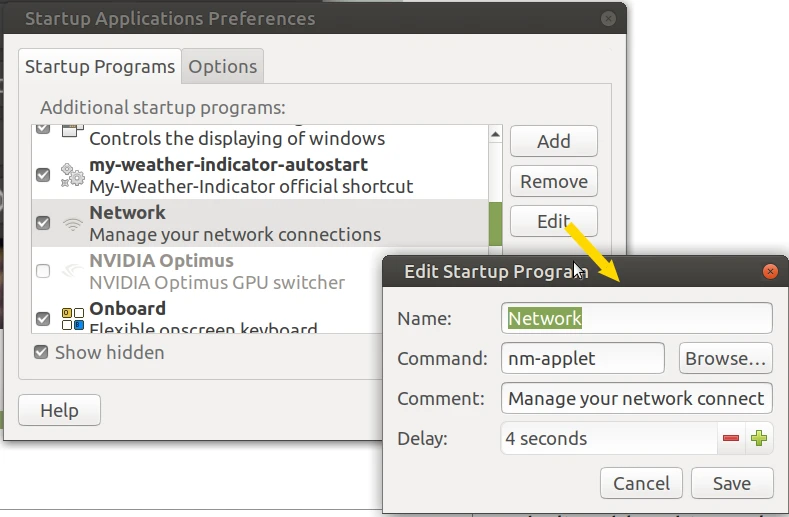 Startup Applications Preferences
Startup Programs
Options
Additional startup programs:
Controls the displaying of windows
my-weather-indicator-autostart
My-Weather-Indicator official shortcut
Network
Manage your network connections
NVIDIA Optimus
NVIDIA Optimus GPU switcher
Onboard
Flexible onscreen keyboard
Show hidden
Help
Add
Remove
Edit
Edit Startup Program
Name:
Network
Command:
nm-applet
Browse...
Comment:
Manage your network connect
Delay:
4 seconds
Cancel
Save